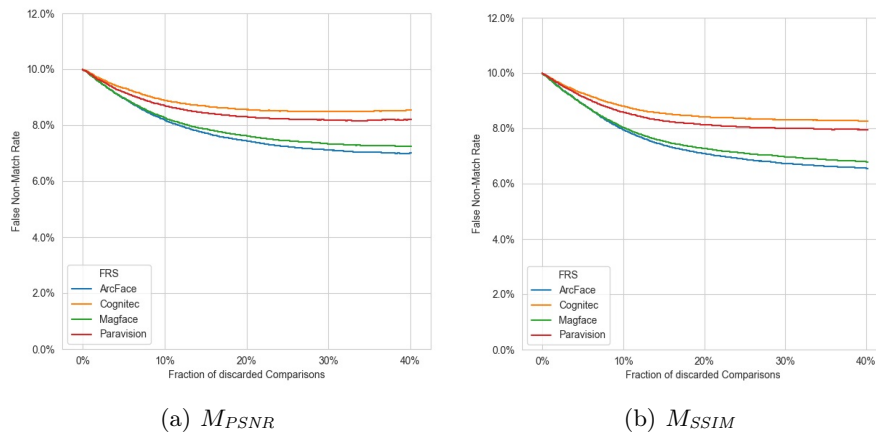 12.0%
10.0%
8.0%
6.0%
4.0%
2.0%
0.0%
False Non-Match Rate
FRS
ArcFace
Cognitec
Magface
Paravision
0%
10%
20%
30%
40%
Fraction of discarded Comparisons
(a) M_PSNR
12.0%
10.0%
8.0%
6.0%
4.0%
2.0%
0.0%
False Non-Match Rate
FRS
ArcFace
Cognitec
Magface
Paravision
0%
10%
20%
30%
40%
Fraction of discarded Comparisons
(b) M_SSIM